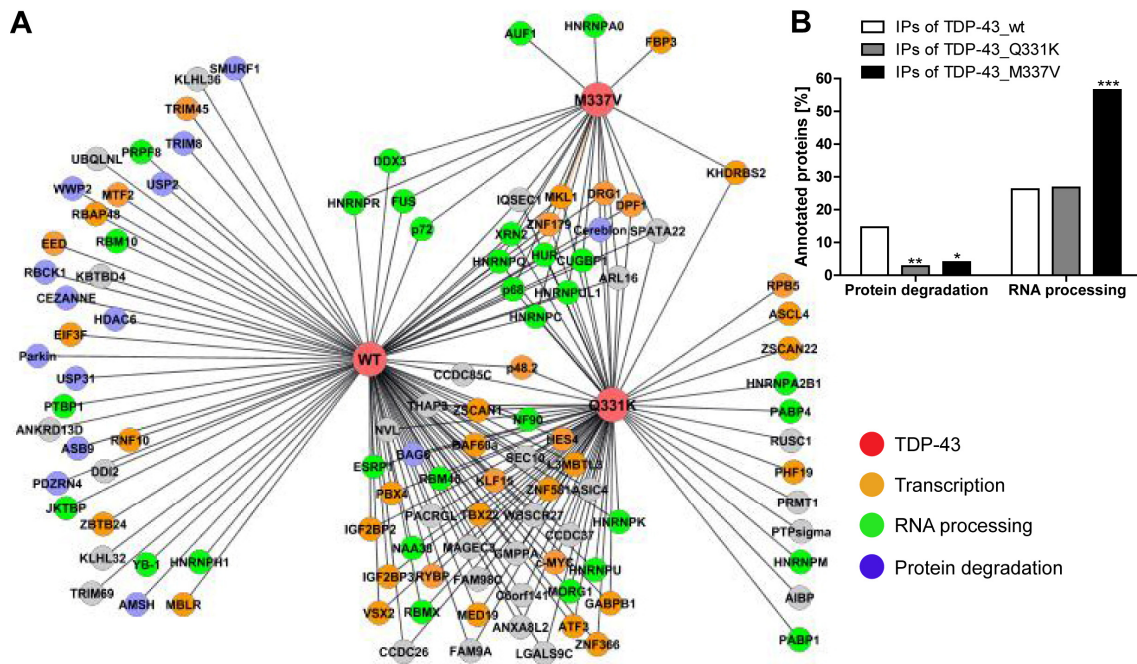 A
AUF1
HNRNPA0
FBP3
SMURF1
KLHL36
M337V
TRIM45
PRPF8
TRIM8
UBQLNL
DDX3
USP2
WWP2
MTF2
KHDRBS2
RBAP48
HNRNPR
FUS
IQSEC1
MKL1
DRG1
DPF1
EED
RBM10
p72
XRN2
ZNF179
Cereblon
SPATA22
RBCK1
KBTBD4
HNRNPQ
HUR
CUGBP1
ARL16
CEZANNE
p68
HNRNPUL1
RPB5
HDAC6
HNRNPC
ASCL4
EIF3F
Parkin
WT
CCDC85C
p48.2
ZSCAN22
USP31
HNRNPA2B1
PTBP1
THAP3
ZSCAN1
NF90
Q331K
PABP4
ANKRD13D
RNF10
NVL
BAF60a
HES4
RUSC1
ASB9
ESRP1
BAG6
SEC10
L3MBTL3
DDI2
PHF19
PDZRN4
RBM46
KLF15
ZNF581
ASIC4
PBX4
PRMT1
JKTBP
ZBTB24
IGF2BP2
PACRGL
TBX22
WBSCR27
HNRNPK
PTPsigma
KLHL32
YB-1
HNRNPH1
NAA38
MAGEC3
GMPPA
CCDC37
HNRNPM
TRIM69
IGF2BP3
RYBP
FAM98C
c-MYC
HNRNPU
AIBP
AMSH
MBLR
VSX2
RBMX
MED19
C6orf141
MORG1
GABPB1
ANXA8L2
ATF3
ZNF366
PABP1
CCDC26
FAM9A
LGALS9C
B
IPs of TDP-43_wt
IPs of TDP-43_Q331K
IPs of TDP-43_M337V
Annotated proteins [%]
60
50
40
30
20
10
0
**
*
***
Protein degradation
RNA processing
TDP-43
Transcription
RNA processing
Protein degradation